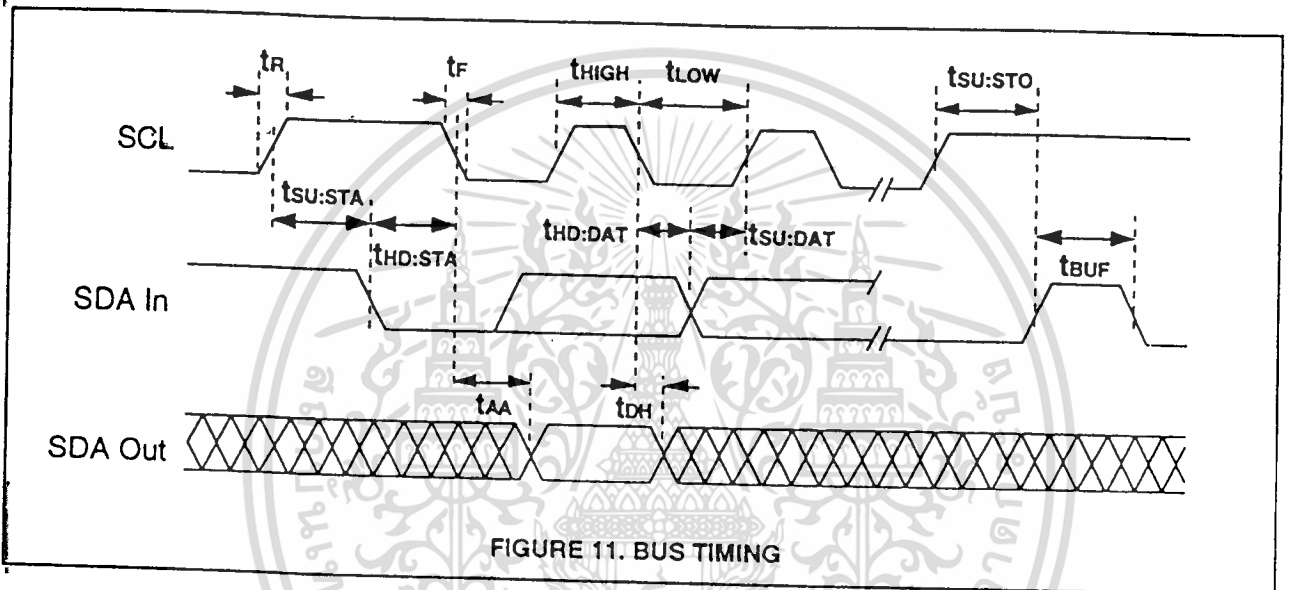 tR
tF
tHIGH
tLOW
tSU:STO
SCL
tSU:STA
tHD:STA
tHD:DAT
tSU:DAT
tBUF
SDA In
tAA
tDH
SDA Out
FIGURE 11. BUS TIMING